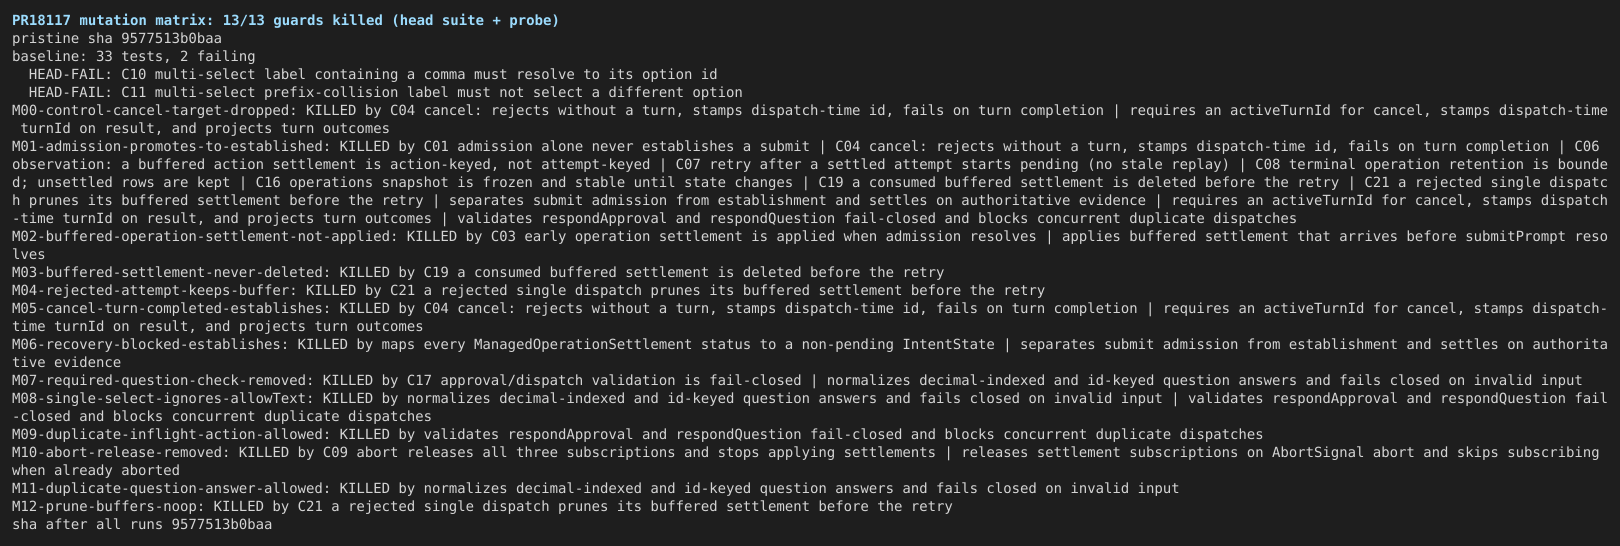 PR18117 mutation matrix: 13/13 guards killed (head suite + probe)
pristine sha 9577513b0baa
baseline: 33 tests, 2 failing
  HEAD-FAIL: C10 multi-select label containing a comma must resolve to its option id
  HEAD-FAIL: C11 multi-select prefix-collision label must not select a different option
M00-control-cancel-target-dropped: KILLED by C04 cancel: rejects without a turn, stamps dispatch-time id, fails on turn completion | requires an activeTurnId for cancel, stamps dispatch-time
 turnId on result, and projects turn outcomes
M01-admission-promotes-to-established: KILLED by C01 admission alone never establishes a submit | C04 cancel: rejects without a turn, stamps dispatch-time id, fails on turn completion | C06
observation: a buffered action settlement is action-keyed, not attempt-keyed | C07 retry after a settled attempt starts pending (no stale replay) | C08 terminal operation retention is bounde
d; unsettled rows are kept | C16 operations snapshot is frozen and stable until state changes | C19 a consumed buffered settlement is deleted before the retry | C21 a rejected single dispatc
h prunes its buffered settlement before the retry | separates submit admission from establishment and settles on authoritative evidence | requires an activeTurnId for cancel, stamps dispatch
-time turnId on result, and projects turn outcomes | validates respondApproval and respondQuestion fail-closed and blocks concurrent duplicate dispatches
M02-buffered-operation-settlement-not-applied: KILLED by C03 early operation settlement is applied when admission resolves | applies buffered settlement that arrives before submitPrompt reso
lves
M03-buffered-settlement-never-deleted: KILLED by C19 a consumed buffered settlement is deleted before the retry
M04-rejected-attempt-keeps-buffer: KILLED by C21 a rejected single dispatch prunes its buffered settlement before the retry
M05-cancel-turn-completed-establishes: KILLED by C04 cancel: rejects without a turn, stamps dispatch-time id, fails on turn completion | requires an activeTurnId for cancel, stamps dispatch-
time turnId on result, and projects turn outcomes
M06-recovery-blocked-establishes: KILLED by maps every ManagedOperationSettlement status to a non-pending IntentState | separates submit admission from establishment and settles on authorita
tive evidence
M07-required-question-check-removed: KILLED by C17 approval/dispatch validation is fail-closed | normalizes decimal-indexed and id-keyed question answers and fails closed on invalid input
M08-single-select-ignores-allowText: KILLED by normalizes decimal-indexed and id-keyed question answers and fails closed on invalid input | validates respondApproval and respondQuestion fail
-closed and blocks concurrent duplicate dispatches
M09-duplicate-inflight-action-allowed: KILLED by validates respondApproval and respondQuestion fail-closed and blocks concurrent duplicate dispatches
M10-abort-release-removed: KILLED by C09 abort releases all three subscriptions and stops applying settlements | releases settlement subscriptions on AbortSignal abort and skips subscribing
when already aborted
M11-duplicate-question-answer-allowed: KILLED by normalizes decimal-indexed and id-keyed question answers and fails closed on invalid input
M12-prune-buffers-noop: KILLED by C21 a rejected single dispatch prunes its buffered settlement before the retry
sha after all runs 9577513b0baa